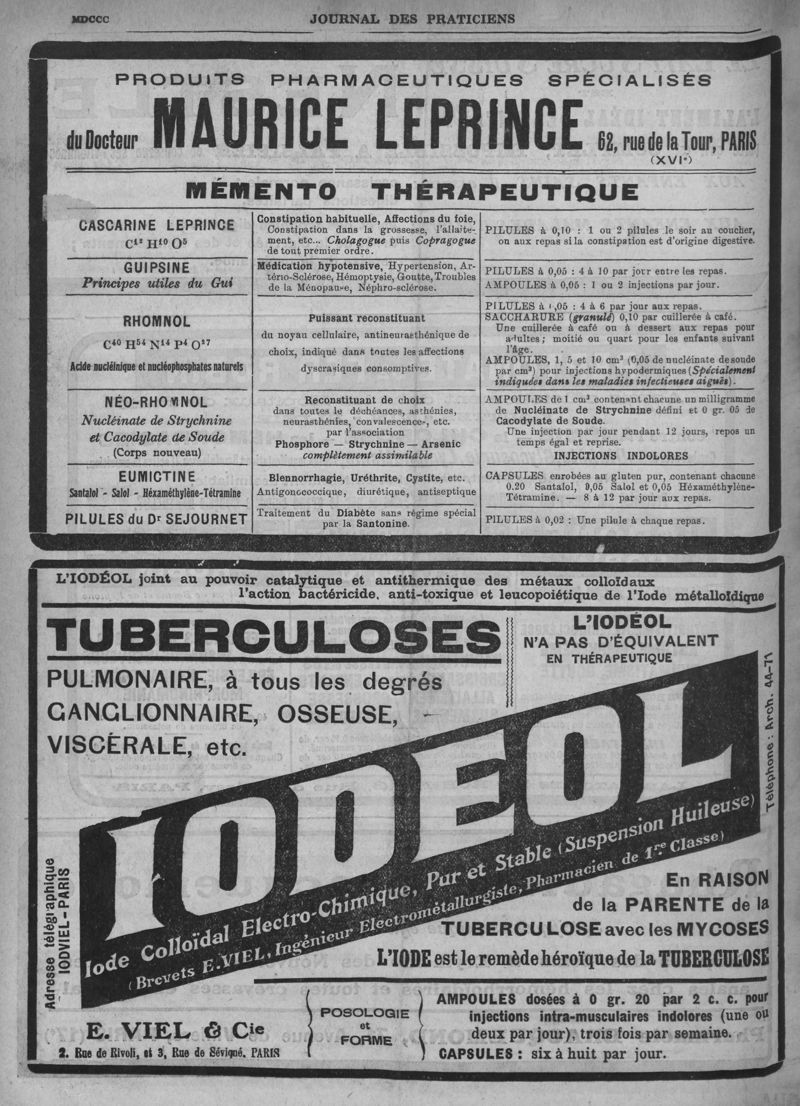 MDCCC
JOURNAL DES PRATICIENS
PRODUITS PHARMACEUTIQUES SPÉCIALISÉS
du Docteur MAURICE LEPRINCE 62, rue de la Tour, PARIS
(XVIe)
MÉMENTO THÉRAPEUTIQUE
CASCARINE LEPRINCE
C¹² H¹⁰ O⁵
Constipation habituelle, Affections du foie,
Constipation dans la grossesse, l'allaite-
ment, etc... Cholagogue puis Copragogue
de tout premier ordre.
PILULES à 0,10 : 1 ou 2 pilules le soir au coucher,
ou aux repas si la constipation est d'origine digestive.
GUIPSINE
Principes utiles du Gui
Médication hypotensive, Hypertension, Ar-
tério-Sclérose, Hémoptysie, Goutte, Troubles
de la Ménopause, Néphro-sclérose.
PILULES à 0,05 : 4 à 10 par jour entre les repas.
AMPOULES à 0,05 : 1 ou 2 injections par jour.
RHOMNOL
C⁴⁰ H⁵⁴ N¹⁴ P⁴ O¹⁷
Acide nucléinique et nucléophosphates naturels
Puissant reconstituant
du noyau cellulaire, antineurasthénique de
choix, indiqué dans toutes les affections
dyscrasiques consomptives.
PILULES à 0,05 : 4 à 6 par jour aux repas.
SACCHARURE (granulé) 0,10 par cuillerée à café.
Une cuillerée à café ou à dessert aux repas pour
adultes; moitié ou quart pour les enfants suivant
l'âge.
AMPOULES, 1, 5 et 10 cm³ (0,05 de nucléinate de soude
par cm³) pour injections hypodermiques (Spécialement
indiquées dans les maladies infectieuses aiguës).
NÉO-RHOMNOL
Nucléinate de Strychnine
et Cacodylate de Soude
(Corps nouveau)
Reconstituant de choix
dans toutes le déchéances, asthénies,
neurasthénies, convalescences, etc.
par l'association
Phosphore — Strychnine — Arsenic
complètement assimilable
AMPOULES de 1 cm³ contenant chacune un milligramme
de Nucléinate de Strychnine défini et 0 gr. 05 de
Cacodylate de Soude.
Une injection par jour pendant 12 jours, repos un
temps égal et reprise.
INJECTIONS INDOLORES
EUMICTINE
Santalol - Salol - Héxaméthylène-Tétramine
Blennorrhagie, Uréthrite, Cystite, etc.
Antigonococcique, diurétique, antiseptique
CAPSULES enrobées au gluten pur, contenant chacune
0.20 Santalol, 0,05 Salol et 0,05 Héxaméthylène-
Tétramine. — 8 à 12 par jour aux repas.
PILULES du Dr SEJOURNET
Traitement du Diabète sans régime spécial
par la Santonine.
PILULES à 0,02 : Une pilule à chaque repas.
L'IODÉOL joint au pouvoir catalytique et antithermique des métaux colloïdaux
l'action bactéricide, anti-toxique et leucopoiétique de l'Iode métalloïdique
TUBERCULOSES
PULMONAIRE, à tous les degrés
GANGLIONNAIRE, OSSEUSE,
VISCÉRALE, etc.
L'IODÉOL
N'A PAS D'ÉQUIVALENT
EN THÉRAPEUTIQUE
Téléphone : Arch. 44-71
IODEOL
Iode Colloïdal Electro-Chimique, Pur et Stable (Suspension Huileuse)
(Brevets E. VIEL, Ingénieur Electrométallurgiste, Pharmacien de 1re Classe)
Adresse télégraphique
IODVIEL-PARIS
En RAISON
de la PARENTE de la
TUBERCULOSE avec les MYCOSES
L'IODE est le remède héroïque de la TUBERCULOSE
E. VIEL & Cie
2. Rue de Rivoli, et 3, Rue de Sévigné. PARIS
POSOLOGIE
et
FORME
AMPOULES dosées à 0 gr. 20 par 2 c. c. pour
injections intra-musculaires indolores (une ou
deux par jour), trois fois par semaine.
CAPSULES : six à huit par jour.